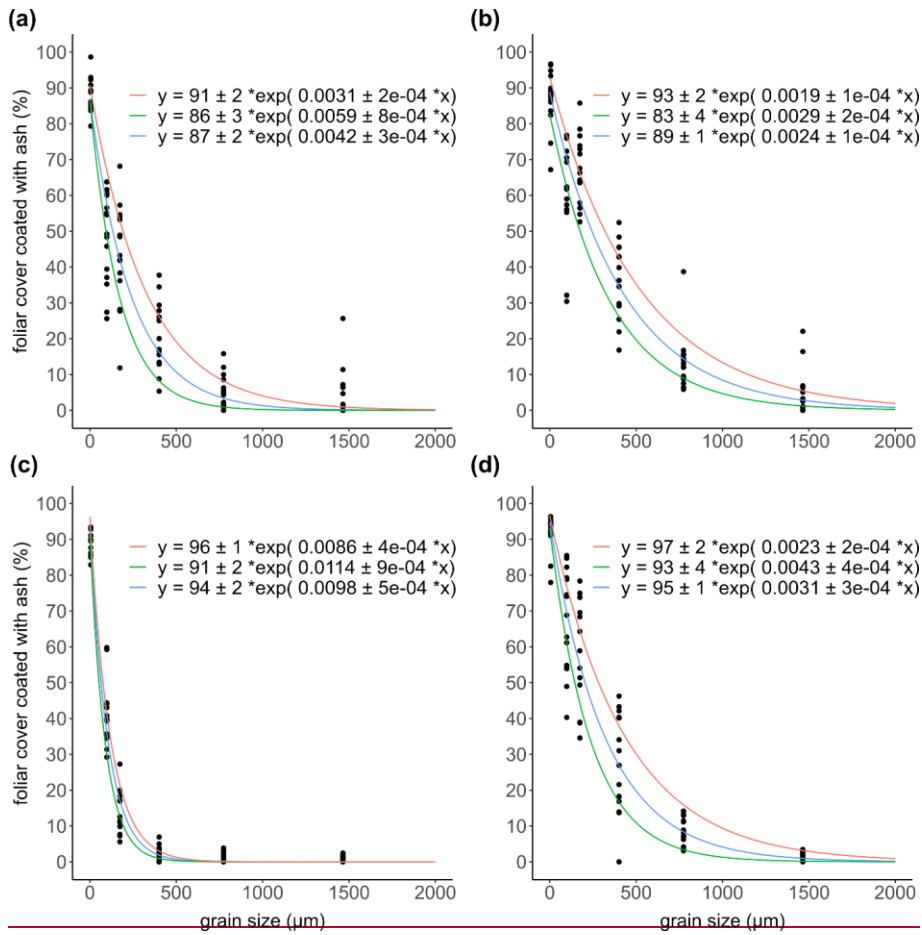 (a)
foliar cover coated with ash (%)
100
90
80
70
60
50
40
30
20
10
0
y = 91 ± 2 *exp( 0.0031 ± 2e-04 *x)
y = 86 ± 3 *exp( 0.0059 ± 8e-04 *x)
y = 87 ± 2 *exp( 0.0042 ± 3e-04 *x)
0 500 1000 1500 2000
(b)
100
90
80
70
60
50
40
30
20
10
0
y = 93 ± 2 *exp( 0.0019 ± 1e-04 *x)
y = 83 ± 4 *exp( 0.0029 ± 2e-04 *x)
y = 89 ± 1 *exp( 0.0024 ± 1e-04 *x)
0 500 1000 1500 2000
(c)
foliar cover coated with ash (%)
100
90
80
70
60
50
40
30
20
10
0
y = 96 ± 1 *exp( 0.0086 ± 4e-04 *x)
y = 91 ± 2 *exp( 0.0114 ± 9e-04 *x)
y = 94 ± 2 *exp( 0.0098 ± 5e-04 *x)
0 500 1000 1500 2000
grain size (µm)
(d)
100
90
80
70
60
50
40
30
20
10
0
y = 97 ± 2 *exp( 0.0023 ± 2e-04 *x)
y = 93 ± 4 *exp( 0.0043 ± 4e-04 *x)
y = 95 ± 1 *exp( 0.0031 ± 3e-04 *x)
0 500 1000 1500 2000
grain size (µm)